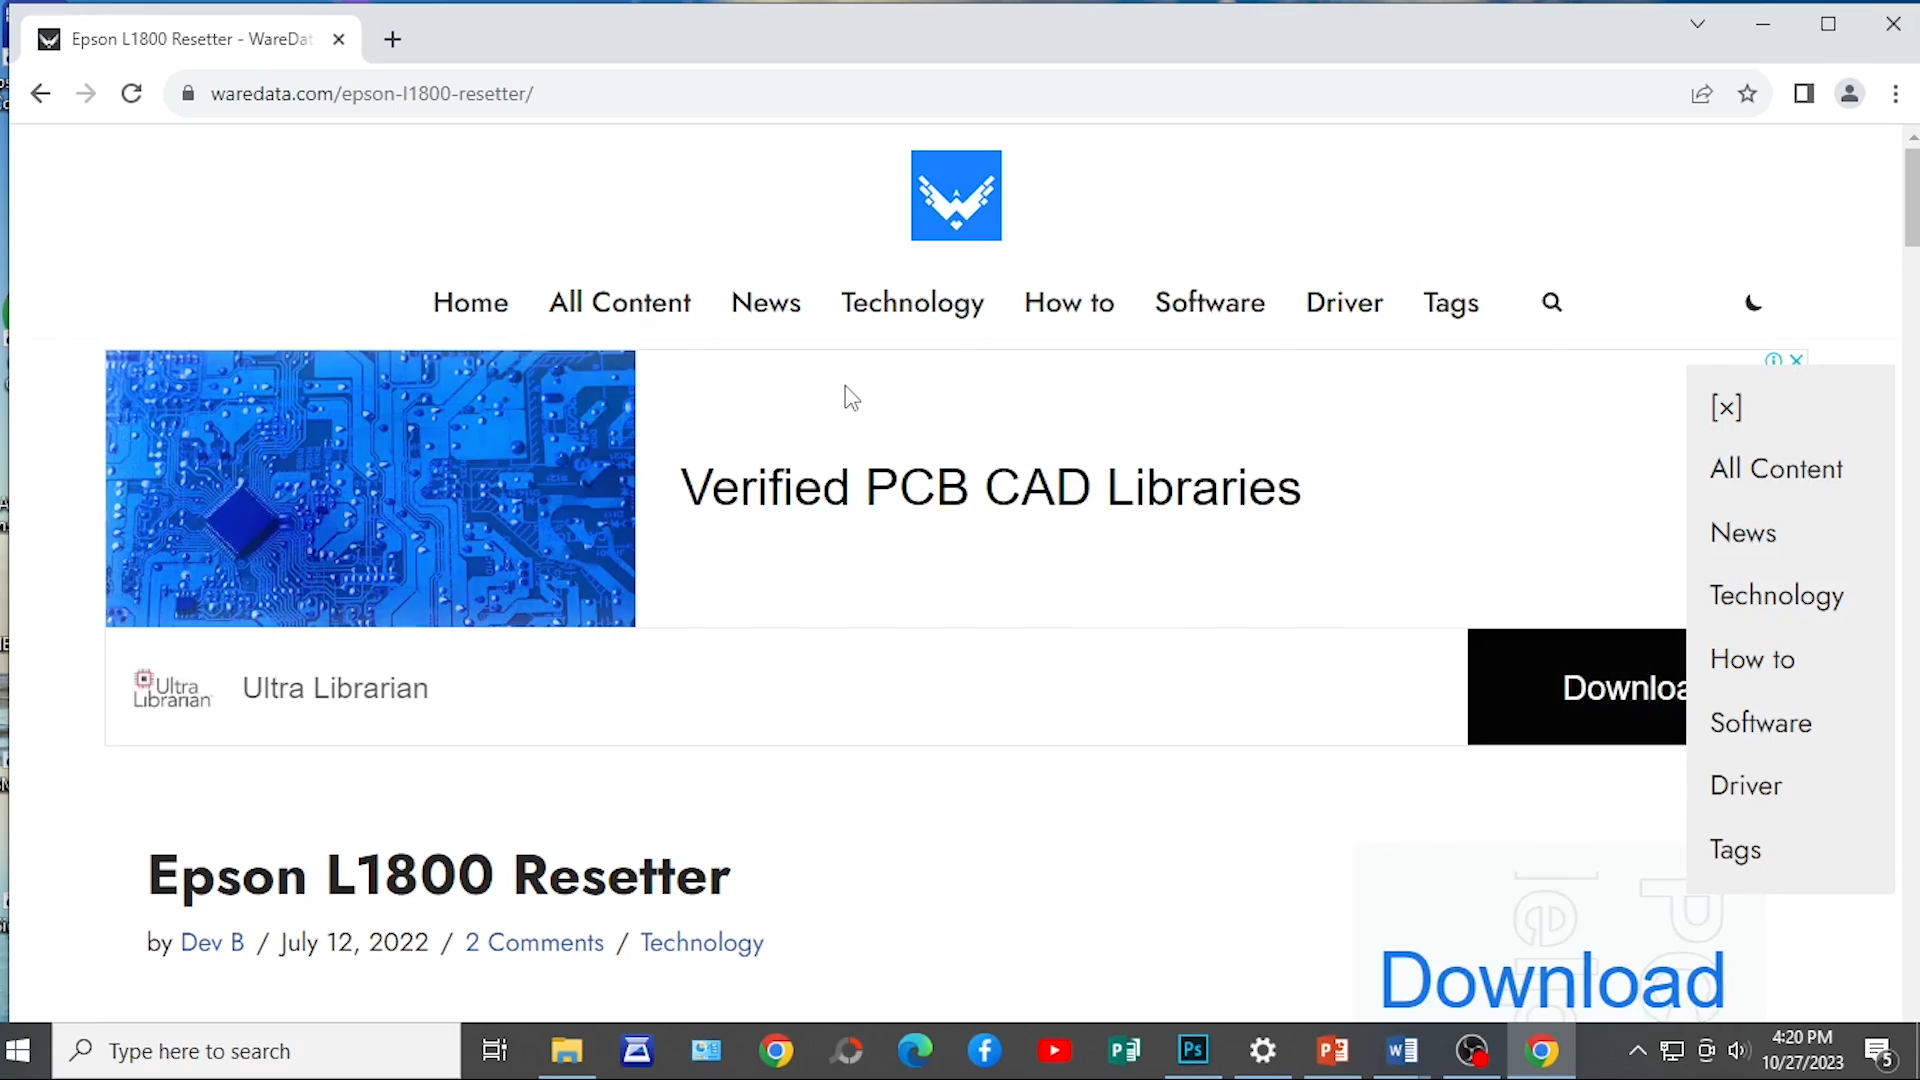 Epson L1800 Resetter - WareDat
waredata.com/epson-l1800-resetter/
Home All Content News Technology How to Software Driver Tags
Verified PCB CAD Libraries
[×]
All Content
News
Technology
How to
Software
Driver
Tags
Ultra
Librarian
Ultra Librarian
Downloa
Epson L1800 Resetter
by Dev B / July 12, 2022 / 2 Comments / Technology
Download
Type here to search
Ps
4:20 PM
10/27/2023
5